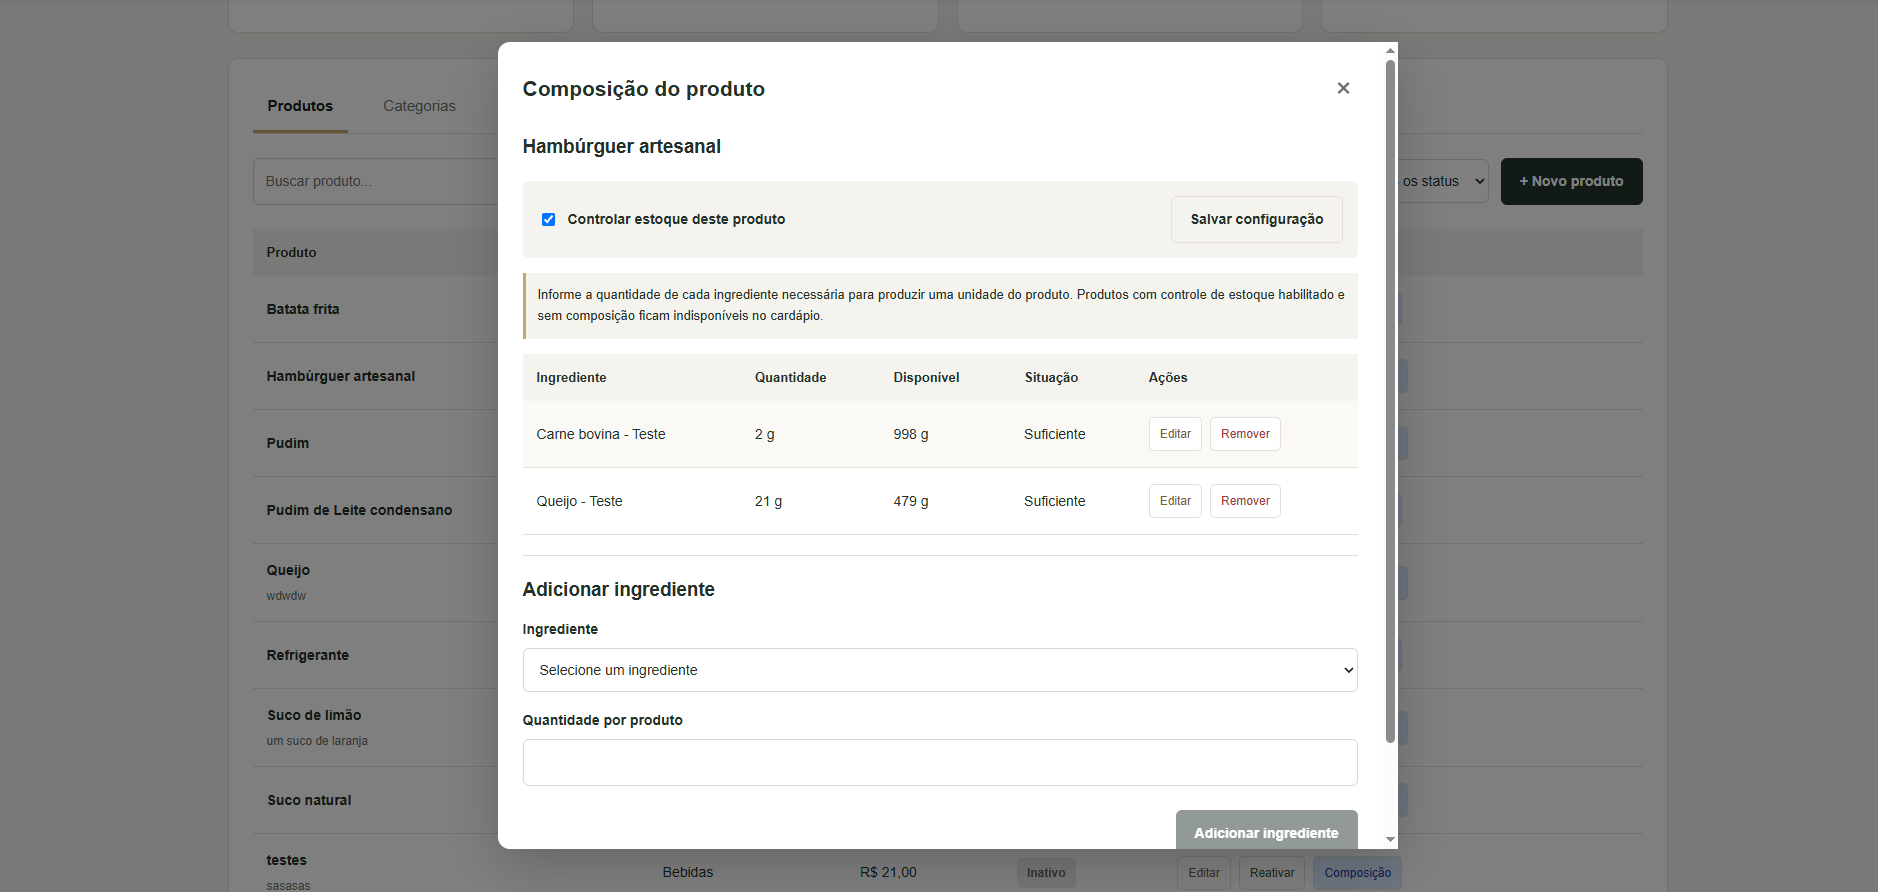 Composição do produto
×
Hambúrguer artesanal
Controlar estoque deste produto
Salvar configuração
Informe a quantidade de cada ingrediente necessária para produzir uma unidade do produto. Produtos com controle de estoque habilitado e
sem composição ficam indisponíveis no cardápio.
Ingrediente Quantidade Disponível Situação Ações
Carne bovina - Teste 2 g 998 g Suficiente Editar Remover
Queijo - Teste 21 g 479 g Suficiente Editar Remover
Adicionar ingrediente
Ingrediente
Selecione um ingrediente
Quantidade por produto
Adicionar ingrediente
Produtos Categorias
Buscar produto...
os status
+ Novo produto
Produto
Batata frita
Hambúrguer artesanal
Pudim
Pudim de Leite condensano
Queijo
wdwdw
Refrigerante
Suco de limão
um suco de laranja
Suco natural
testes
sasasas
Bebidas R$ 21,00 Inativo Editar Reativar Composição